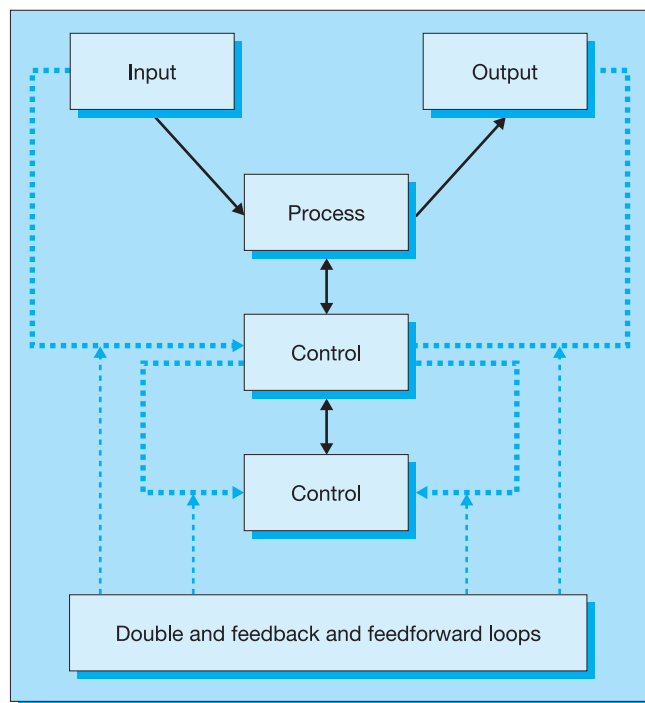 Input
Output
Process
Control
Control
Double and feedback and feedforward loops